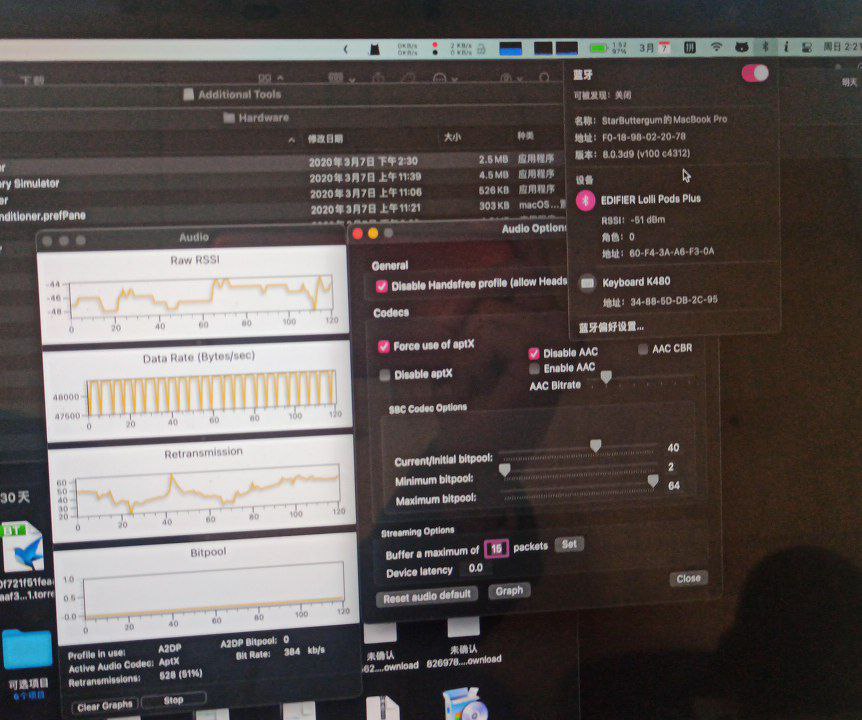 0KB/s
0KB/s
2 KB/s
0 KB/s
1:52
97%
3月
7
周日 2:21
下载
Additional Tools
Hardware
修改日期
大小
种类
2020年3月7日 下午2:30
2.5 MB
应用程序
ry Simulator
2020年3月7日 上午11:39
4.5 MB
应用程序
2020年3月7日 上午11:06
526 KB
应用程序
nditioner.prefPane
2020年3月7日 上午11:21
303 KB
macOS...
蓝牙
可被发现：关闭
名称：StarButtergum的MacBook Pro
地址：F0-18-98-02-20-78
版本：8.0.3d9 (v100 c4312)
设备
EDIFIER Lolli Pods Plus
RSSI：-51 dBm
角色：0
地址：60-F4-3A-A6-F3-0A
Keyboard K480
地址：34-88-5D-DB-2C-95
蓝牙偏好设置...
明天
Audio
Raw RSSI
-44
-46
-48
0
20
40
60
80
100
120
Data Rate (Bytes/sec)
48000
47600
0
20
40
60
80
100
120
Retransmission
60
50
40
30
20
0
20
40
60
80
100
120
Bitpool
1.0
0.5
0.0
0
20
40
60
80
100
120
Profile in use: A2DP
A2DP Bitpool: 0
Active Audio Codec: AptX
Bit Rate: 384 kb/s
Retransmissions: 528 (51%)
Clear Graphs
Stop
Audio Options
General
Disable Handsfree profile (allow Heads
Codecs
Force use of aptX
Disable AAC
AAC CBR
Disable aptX
Enable AAC
AAC Bitrate
SBC Codec Options
Current/Initial bitpool:
40
Minimum bitpool:
2
Maximum bitpool:
64
Streaming Options
Buffer a maximum of 15 packets
Set
Device latency 0.0
Reset audio default
Graph
Close
30天
BT
0f721f51fea
aaf3...1.torre
可选项目
6个项目
未确认
62....ownload
未确认
826978...ownload